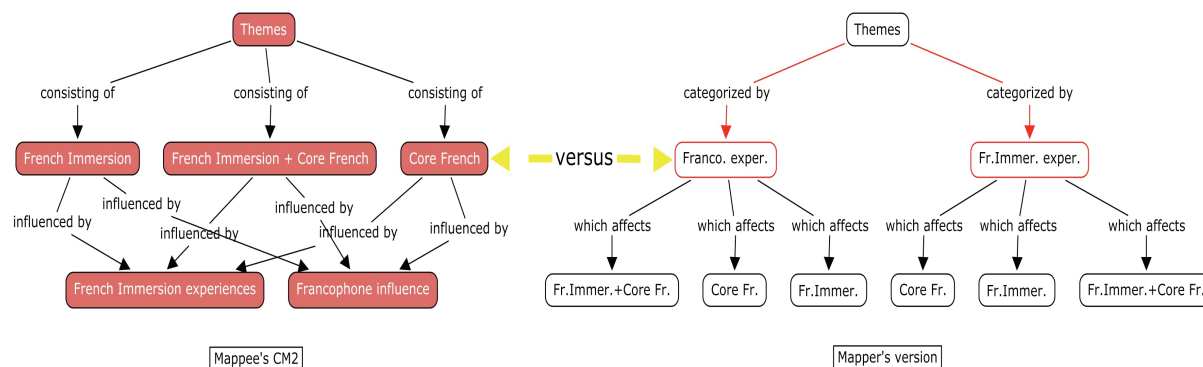 Themes
consisting of
consisting of
consisting of
French Immersion
French Immersion + Core French
Core French
influenced by
influenced by
influenced by
influenced by
influenced by
influenced by
French Immersion experiences
Francophone influence
Mappee's CM2
versus
Themes
categorized by
categorized by
Franco. exper.
Fr.Immer. exper.
which affects
which affects
which affects
which affects
which affects
which affects
Fr.Immer.+Core Fr.
Core Fr.
Fr.Immer.
Core Fr.
Fr.Immer.
Fr.Immer.+Core Fr.
Mapper's version